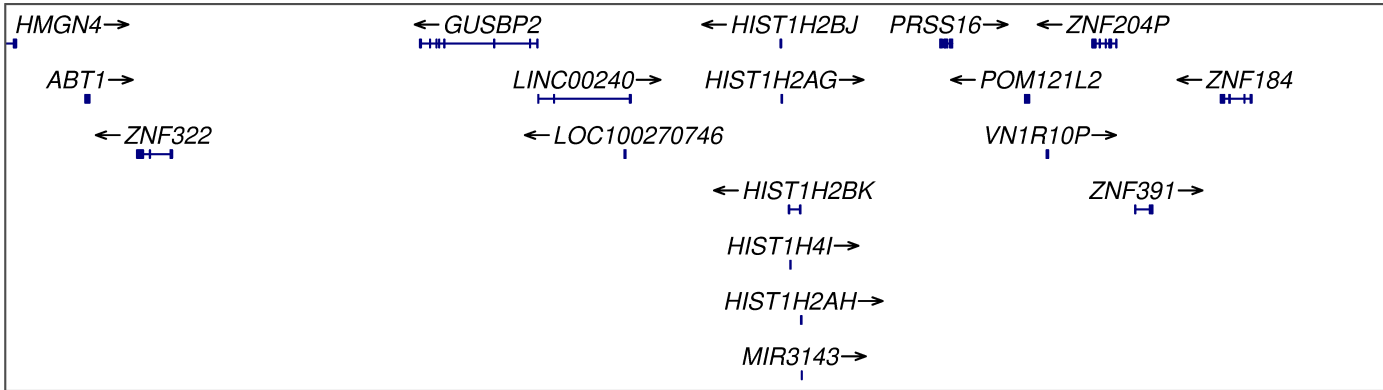 HMGN4→ ←GUSBP2 ←HIST1H2BJ PRSS16→ ←ZNF204P
ABT1→ LINC00240→ HIST1H2AG→ ←POM121L2 ←ZNF184
←ZNF322 ←LOC100270746 VN1R10P→
←HIST1H2BK ZNF391→
HIST1H4I→
HIST1H2AH→
MIR3143→